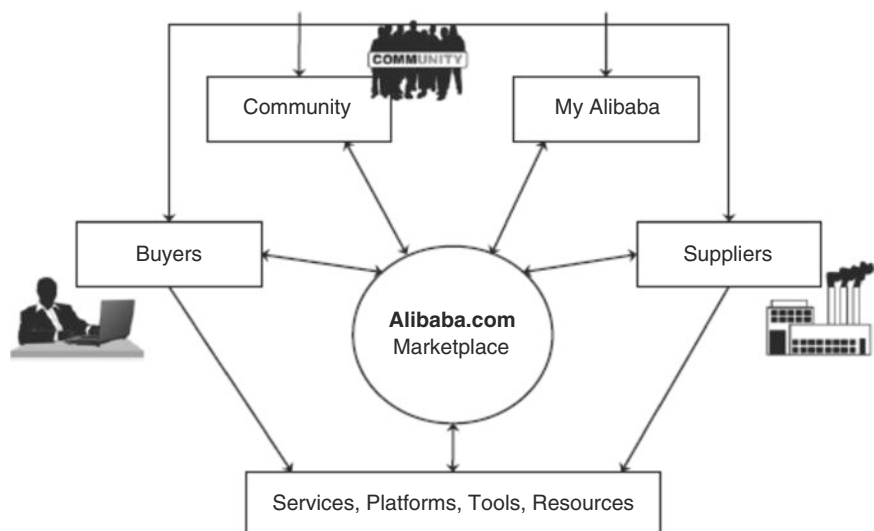 COMMUNITY
Community
My Alibaba
Buyers
Suppliers
Alibaba.com
Marketplace
Services, Platforms, Tools, Resources